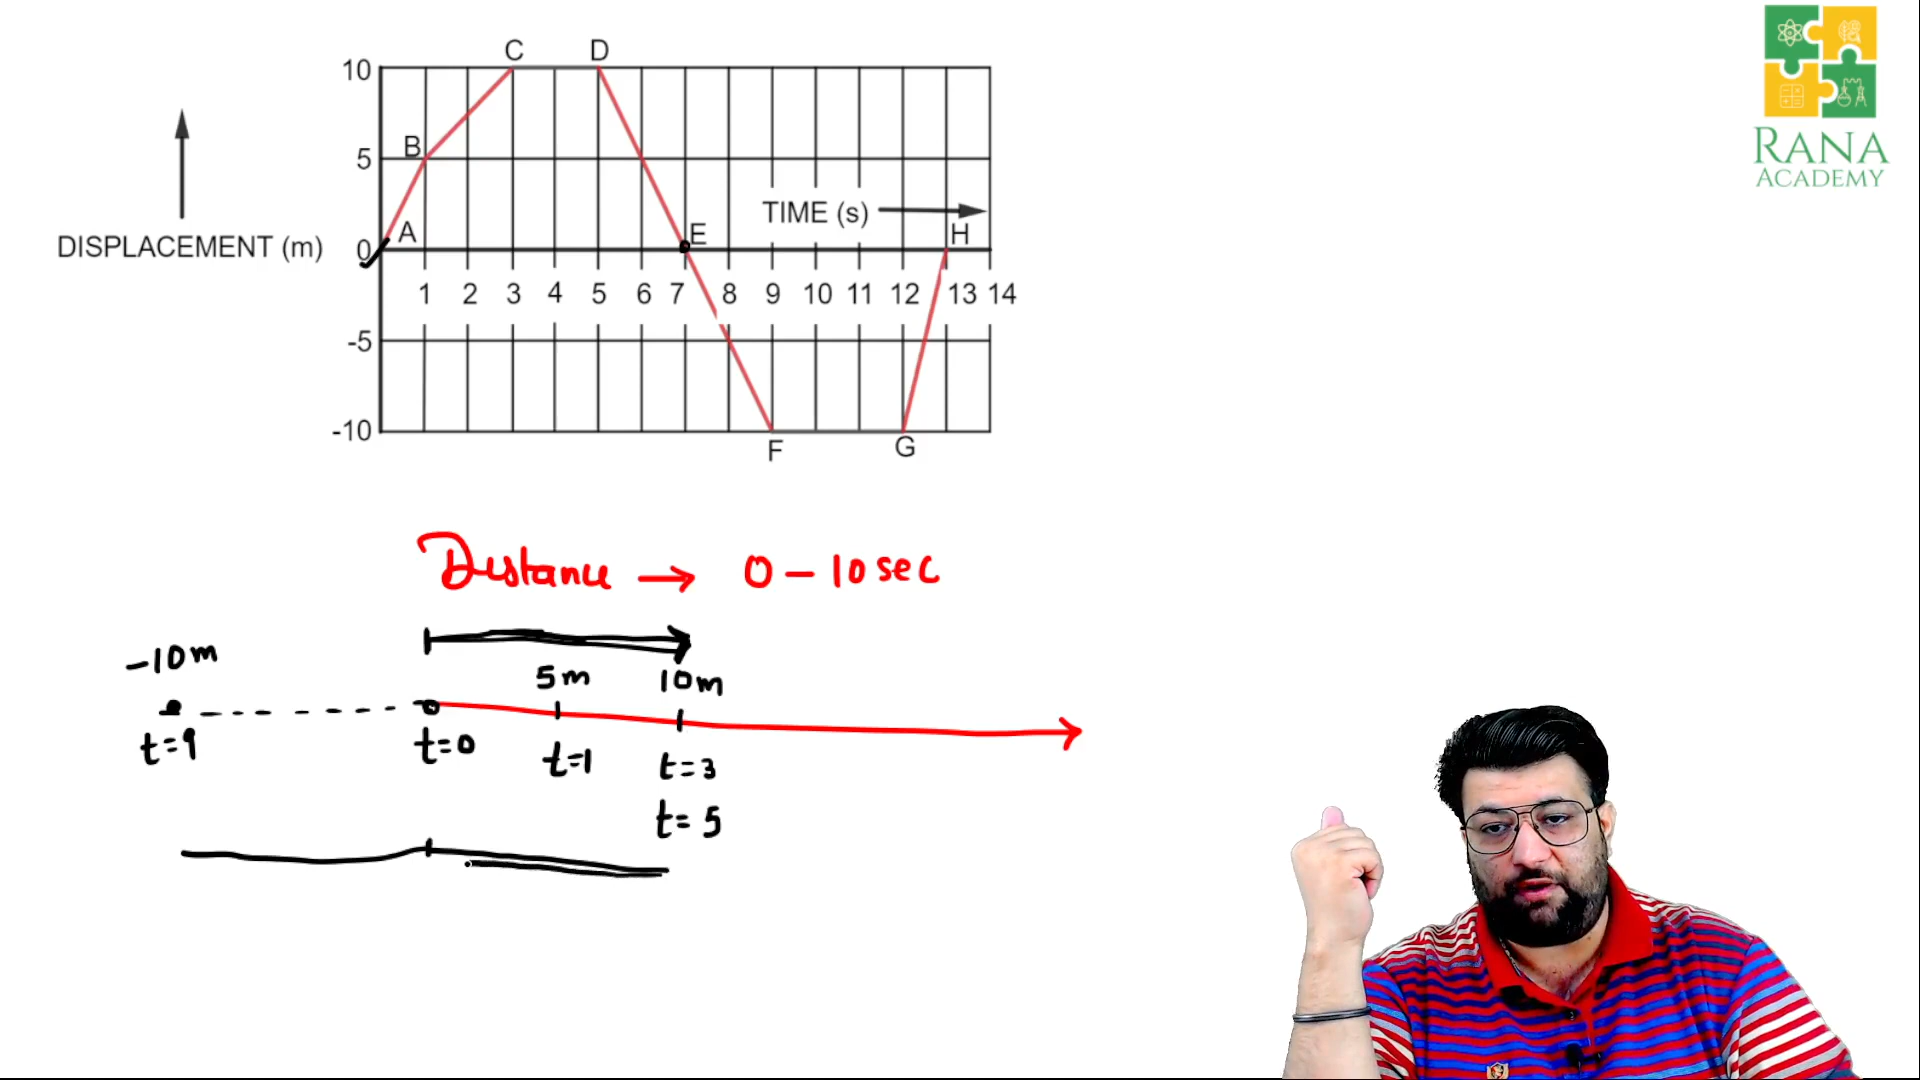 C D
10
B
5
TIME (s)
A E H
DISPLACEMENT (m) 0
1 2 3 4 5 6 7 8 9 10 11 12 13 14
-5
-10
F G
RANA
ACADEMY
Distance → 0 - 10 sec
-10m 5m 10m
t=9 t=0 t=1 t=3
t=5